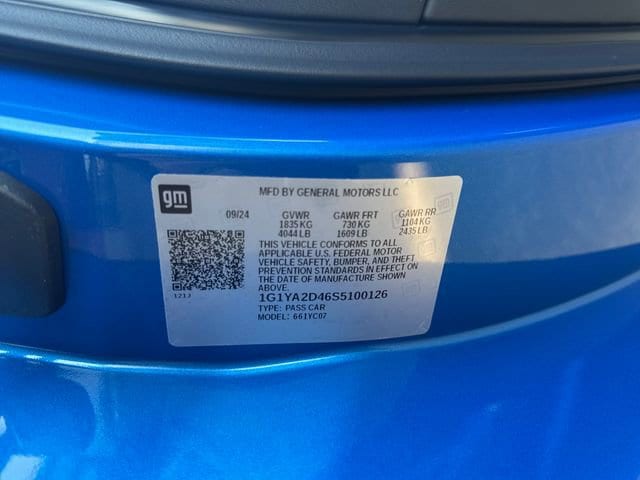 gm
MFD BY GENERAL MOTORS LLC
09/24 GVWR GAWR FRT GAWR RR
1835 KG 730 KG 1104 KG
4044 LB 1609 LB 2435 LB
THIS VEHICLE CONFORMS TO ALL
APPLICABLE U.S. FEDERAL MOTOR
VEHICLE SAFETY, BUMPER, AND THEFT
PREVENTION STANDARDS IN EFFECT ON
THE DATE OF MANUFACTURE SHOWN
ABOVE.
1G1YA2D46S5100126
TYPE: PASS CAR
MODEL: 661YC07